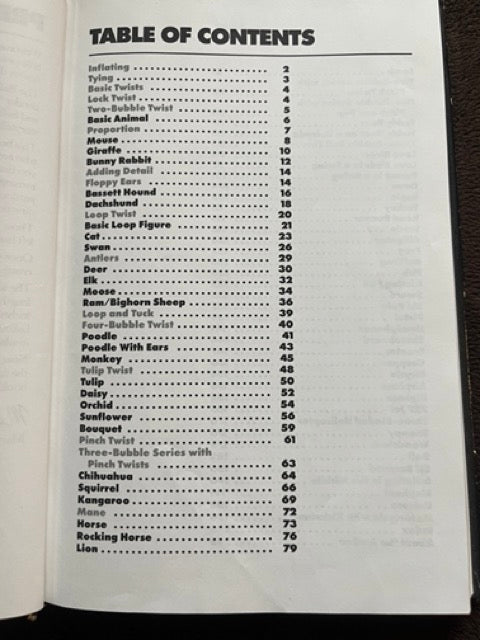 TABLE OF CONTENTS
Inflating 2
Tying 3
Basic Twists 4
Lock Twist 4
Two-Bubble Twist 5
Basic Animal 6
Proportion 7
Mouse 8
Giraffe 10
Bunny Rabbit 12
Adding Detail 14
Floppy Ears 14
Bassett Hound 16
Dachshund 18
Loop Twist 20
Basic Loop Figure 21
Cat 23
Swan 26
Antlers 29
Deer 30
Elk 32
Moose 34
Ram/Bighorn Sheep 36
Loop and Tuck 39
Four-Bubble Twist 40
Poodle 41
Poodle With Ears 43
Monkey 45
Tulip Twist 48
Tulip 50
Daisy 52
Orchid 54
Sunflower 56
Bouquet 59
Pinch Twist 61
Three-Bubble Series with
Pinch Twists 63
Chihuahua 64
Squirrel 66
Kangaroo 69
Mane 72
Horse 73
Rocking Horse 76
Lion 79